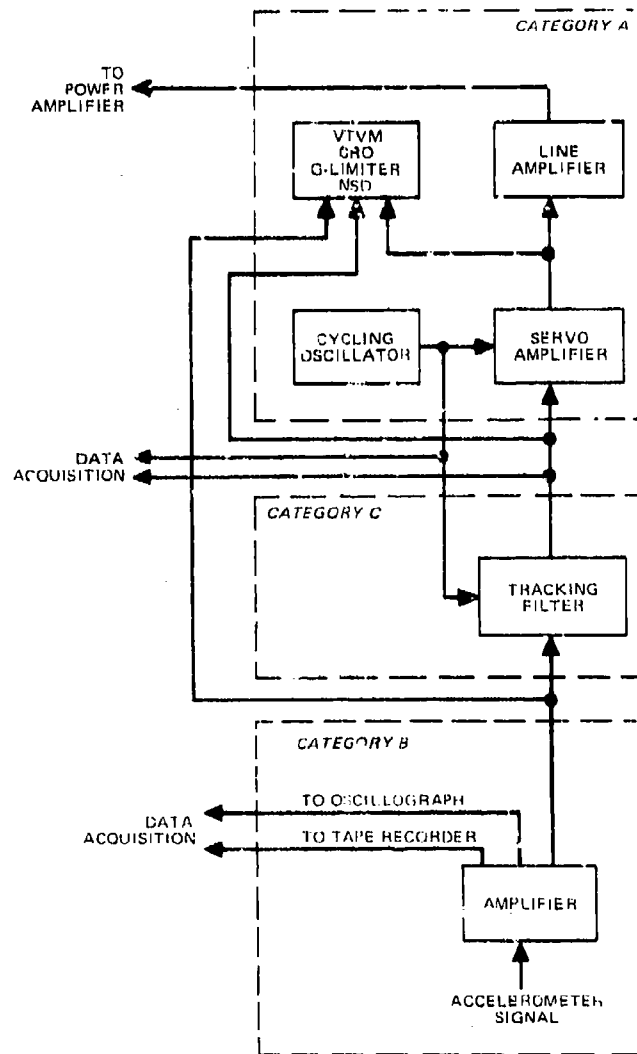 CATEGORY A
TO
POWER
AMPLIFIER
VTVM
CRO
G-LIMITER
NSD
LINE
AMPLIFIER
CYCLING
OSCILLATOR
SERVO
AMPLIFIER
DATA
ACQUISITION
CATEGORY C
TRACKING
FILTER
CATEGORY B
TO OSCILLOGRAPH
DATA
ACQUISITION
TO TAPE RECORDER
AMPLIFIER
ACCELEROMETER
SIGNAL